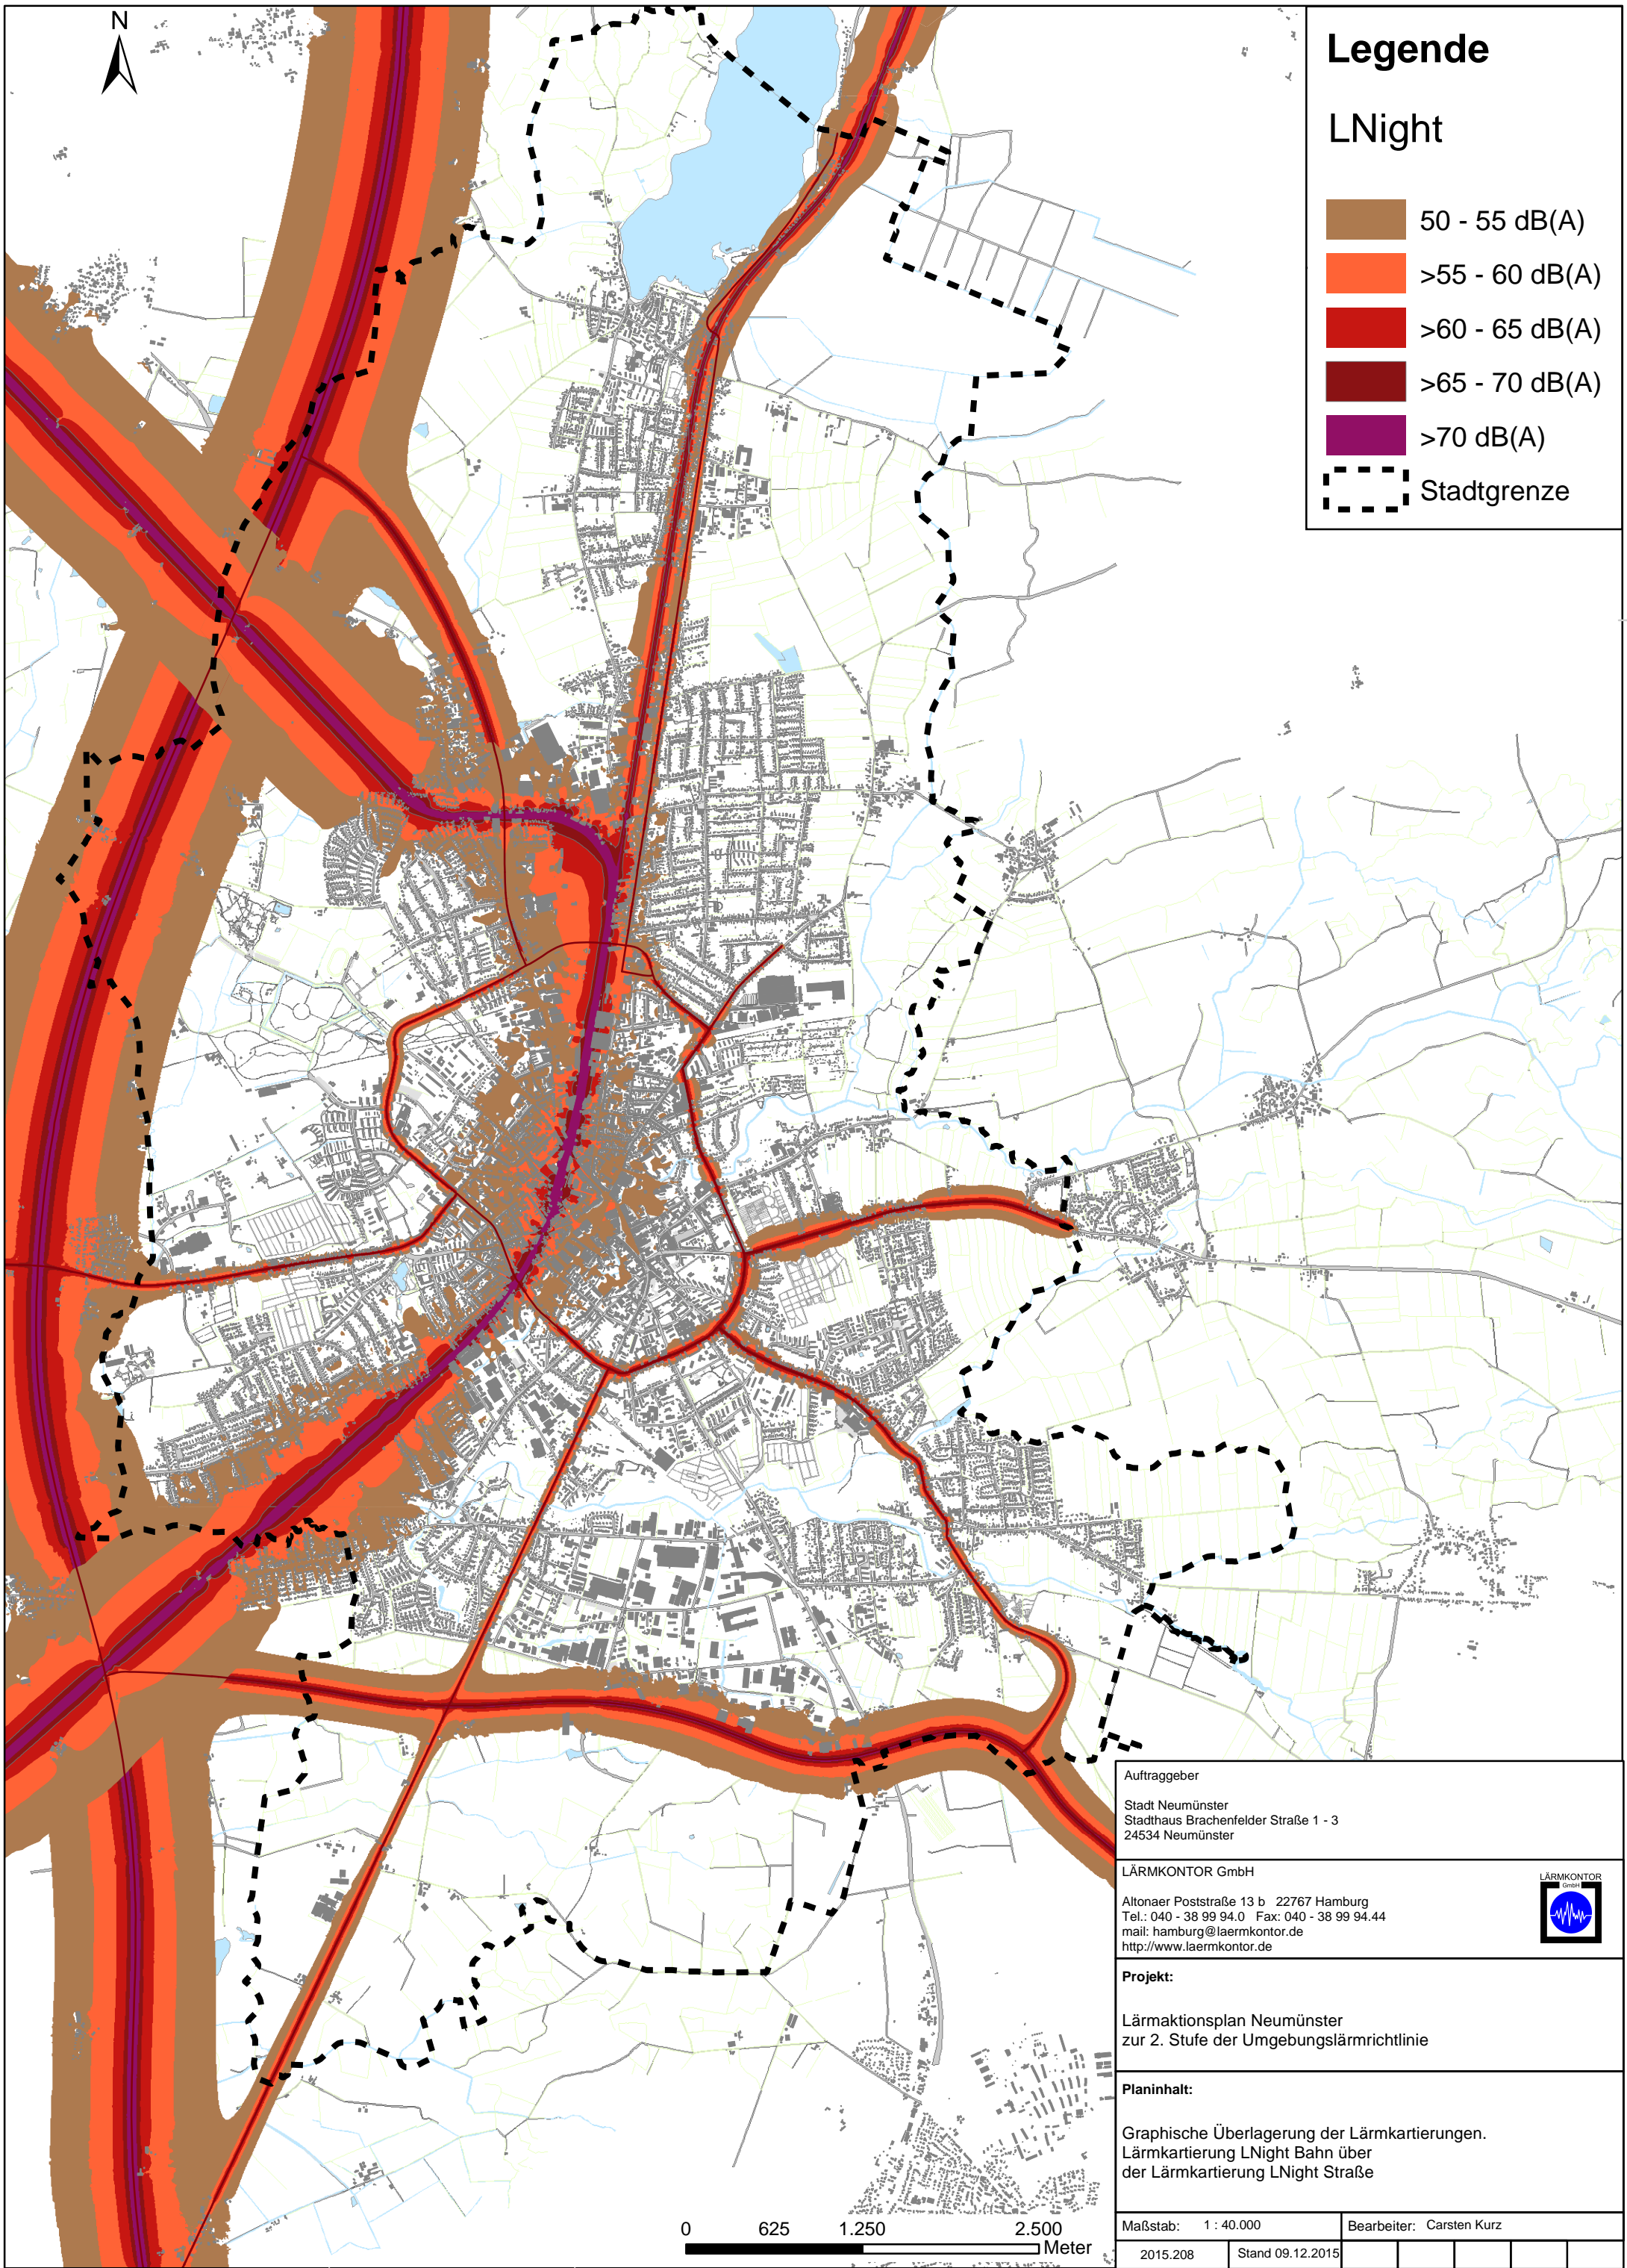 N
Legende
LNight
50 - 55 dB(A)
>55 - 60 dB(A)
>60 - 65 dB(A)
>65 - 70 dB(A)
>70 dB(A)
Stadtgrenze
0 625 1.250 2.500
Meter
Auftraggeber
Stadt Neumünster
Stadthaus Brachenfelder Straße 1 - 3
24534 Neumünster
LÄRMKONTOR GmbH
Altonaer Poststraße 13 b 22767 Hamburg
Tel.: 040 - 38 99 94.0 Fax: 040 - 38 99 94.44
mail: hamburg@laermkontor.de
http://www.laermkontor.de
LÄRMKONTOR
GmbH
Projekt:
Lärmaktionsplan Neumünster
zur 2. Stufe der Umgebungslärmrichtlinie
Planinhalt:
Graphische Überlagerung der Lärmkartierungen.
Lärmkartierung LNight Bahn über
der Lärmkartierung LNight Straße
Maßstab: 1 : 40.000 Bearbeiter: Carsten Kurz
2015.208 Stand 09.12.2015